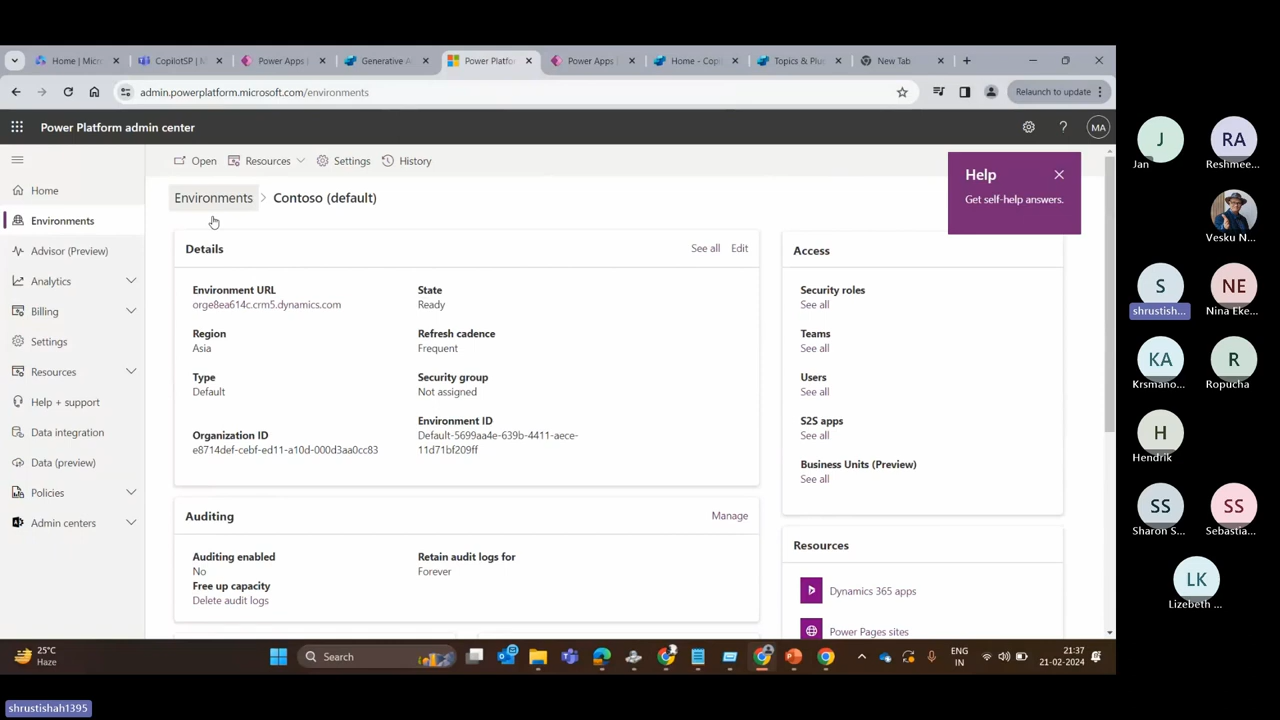 Home | Micr
CopilotSP | M
Power Apps |
Generative A
Power Platfo
Power Apps |
Home - Copi
Topics & Plu
New Tab
admin.powerplatform.microsoft.com/environments
Relaunch to update
Power Platform admin center
MA
Open
Resources
Settings
History
Help
Get self-help answers.
Home
Environments
Advisor (Preview)
Analytics
Billing
Settings
Resources
Help + support
Data integration
Data (preview)
Policies
Admin centers
Environments > Contoso (default)
Details
See all
Edit
Environment URL
orge8ea614c.crm5.dynamics.com
State
Ready
Region
Asia
Refresh cadence
Frequent
Type
Default
Security group
Not assigned
Organization ID
e8714def-cebf-ed11-a10d-000d3aa0cc83
Environment ID
Default-5699aa4e-639b-4411-aece-
11d71bf209ff
Auditing
Manage
Auditing enabled
No
Retain audit logs for
Forever
Free up capacity
Delete audit logs
Access
Security roles
See all
Teams
See all
Users
See all
S2S apps
See all
Business Units (Preview)
See all
Resources
Dynamics 365 apps
Power Pages sites
J
Jan
RA
Reshmee...
Vesku N...
S
shrustish...
NE
Nina Eke...
KA
Krsmano...
R
Ropucha
H
Hendrik
SS
Sharon S...
SS
Sebastia...
LK
Lizebeth ...
25°C
Haze
Search
ENG
IN
21:37
21-02-2024
shrustishah1395